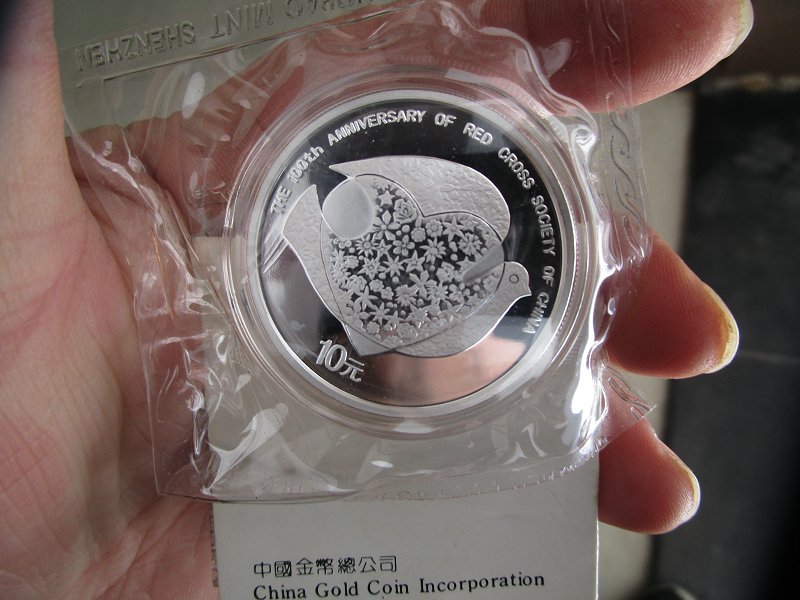 MINT SHENZHEN
THE 100th ANNIVERSARY OF RED CROSS SOCIETY OF CHINA
10元
中國金幣總公司
China Gold Coin Incorporation